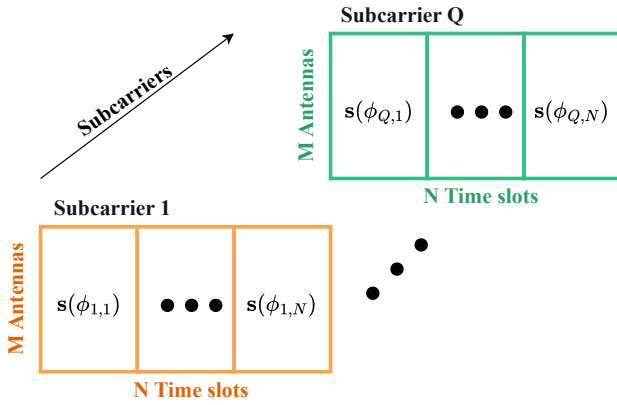 Subcarrier Q
Subcarriers
M Antennas
s(ϕ_{Q,1})
s(ϕ_{Q,N})
N Time slots
Subcarrier 1
M Antennas
s(ϕ_{1,1})
s(ϕ_{1,N})
N Time slots